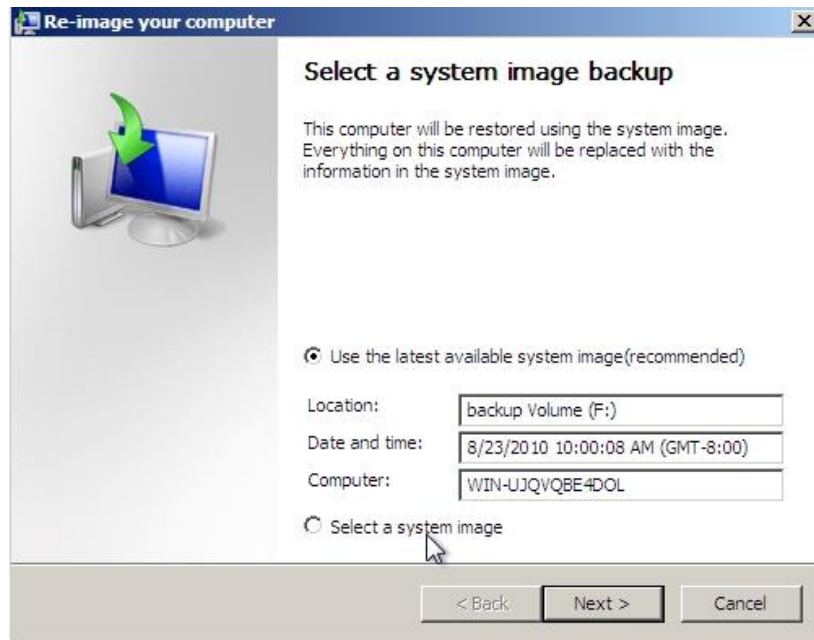 Re-image your computer
Select a system image backup
This computer will be restored using the system image.
Everything on this computer will be replaced with the
information in the system image.
Use the latest available system image(recommended)
Location: backup Volume (F:)
Date and time: 8/23/2010 10:00:08 AM (GMT-8:00)
Computer: WIN-UJQVQBE4DOL
Select a system image
< Back Next > Cancel